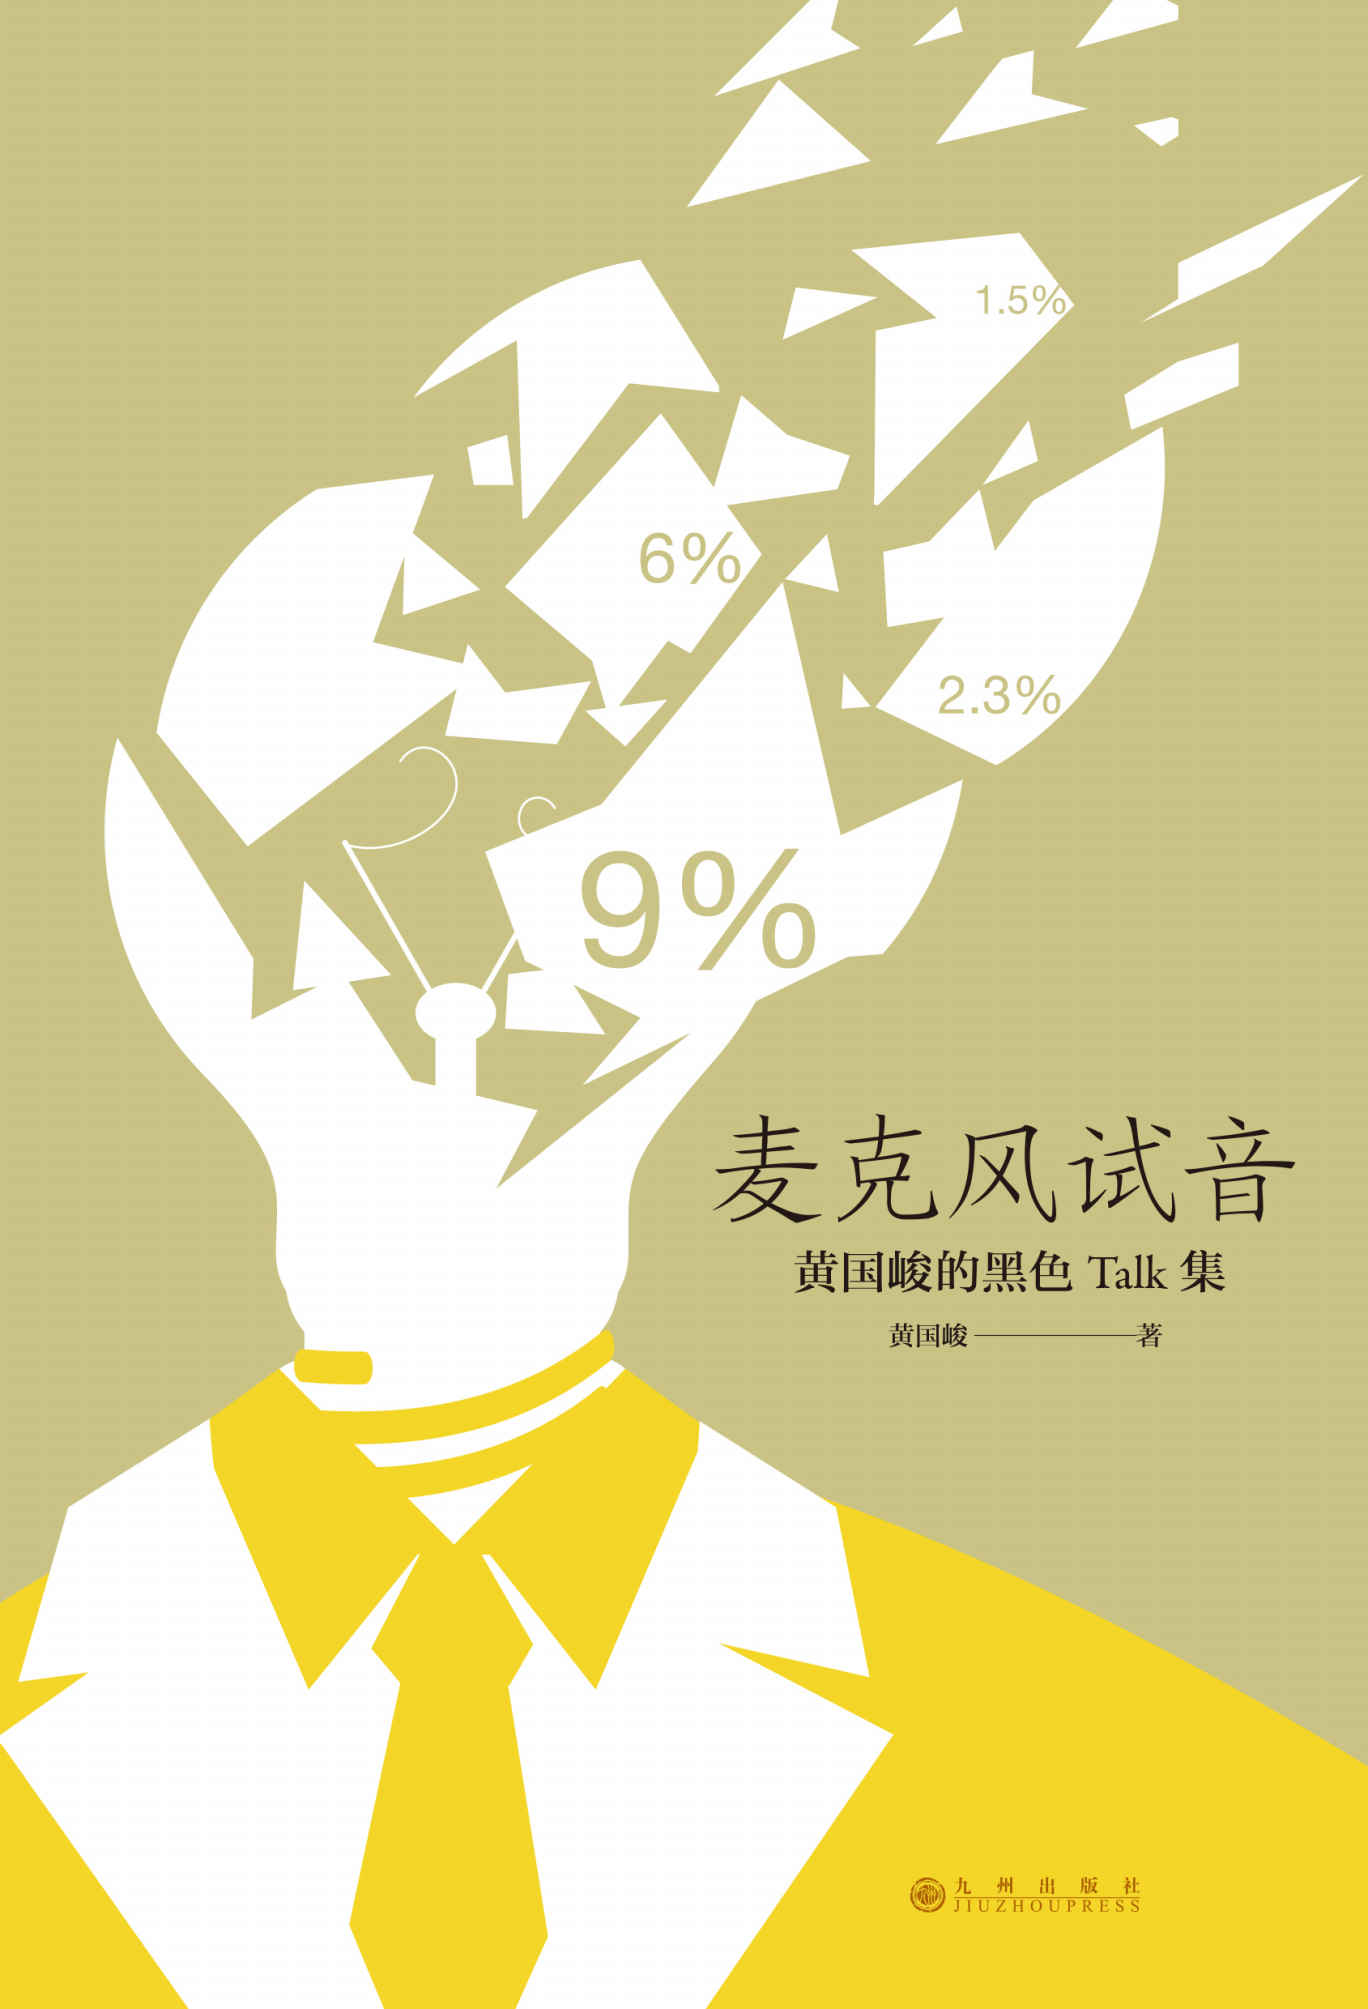 1.5%
6%
2.3%
9%
麦克风试音
黄国峻的黑色 Talk 集
黄国峻 ———— 著
九州出版社
JIUZHOUPRESS